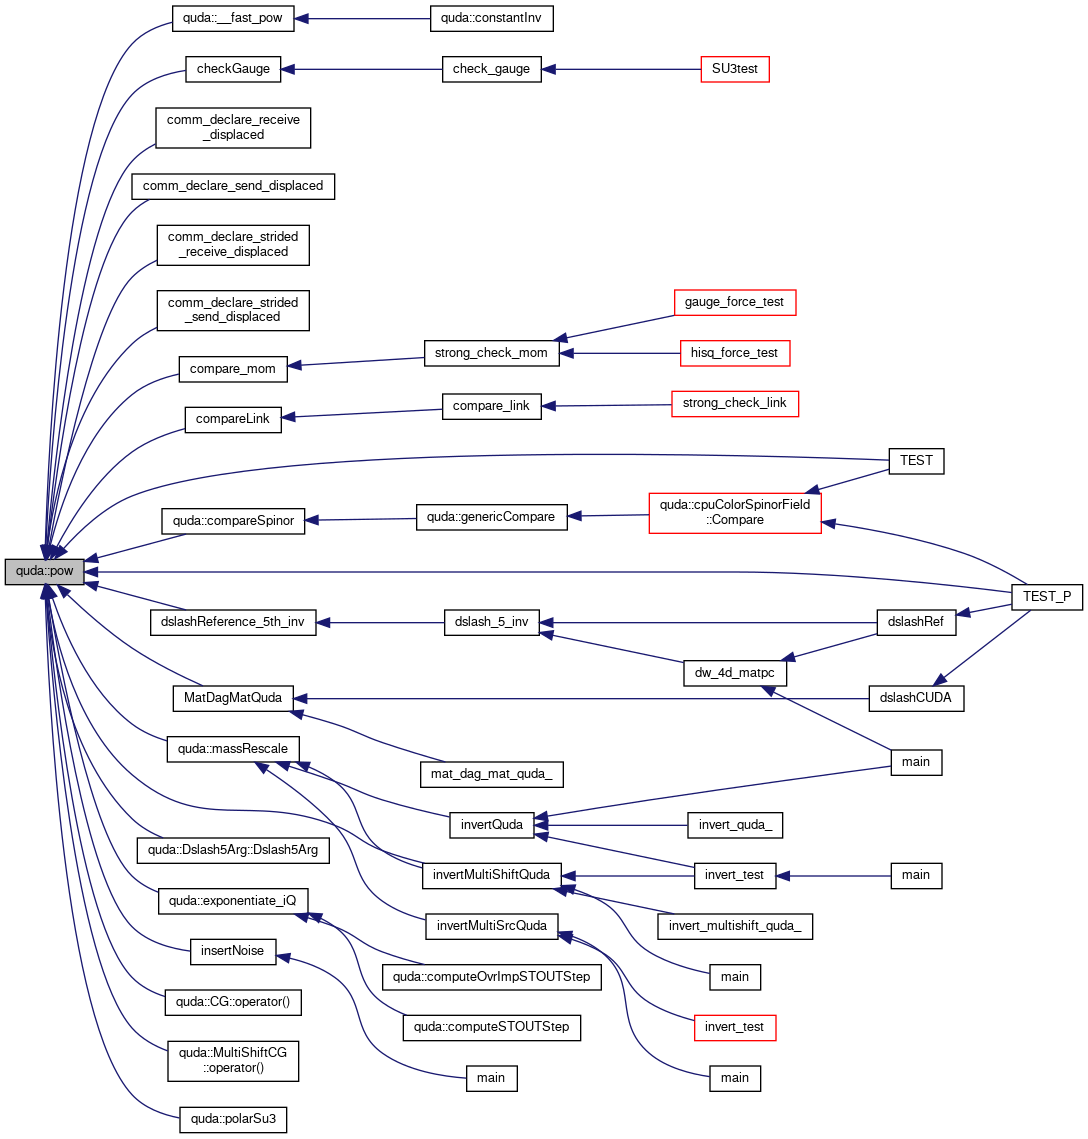 quda::__fast_pow
quda::constantInv
checkGauge
check_gauge
SU3test
comm_declare_receive
_displaced
comm_declare_send_displaced
comm_declare_strided
_receive_displaced
comm_declare_strided
_send_displaced
gauge_force_test
strong_check_mom
hisq_force_test
compare_mom
strong_check_link
compare_link
compareLink
TEST
quda::cpuColorSpinorField
::Compare
quda::compareSpinor
quda::genericCompare
quda::pow
TEST_P
dslashReference_5th_inv
dslash_5_inv
dslashRef
dw_4d_matpc
MatDagMatQuda
dslashCUDA
quda::massRescale
mat_dag_mat_quda_
main
invertQuda
invert_quda_
quda::Dslash5Arg::Dslash5Arg
invertMultiShiftQuda
invert_test
main
quda::exponentiate_iQ
invertMultiSrcQuda
invert_multishift_quda_
insertNoise
quda::computeOvrImpSTOUTStep
main
quda::CG::operator()
quda::computeSTOUTStep
invert_test
quda::MultiShiftCG
::operator()
main
main
quda::polarSu3